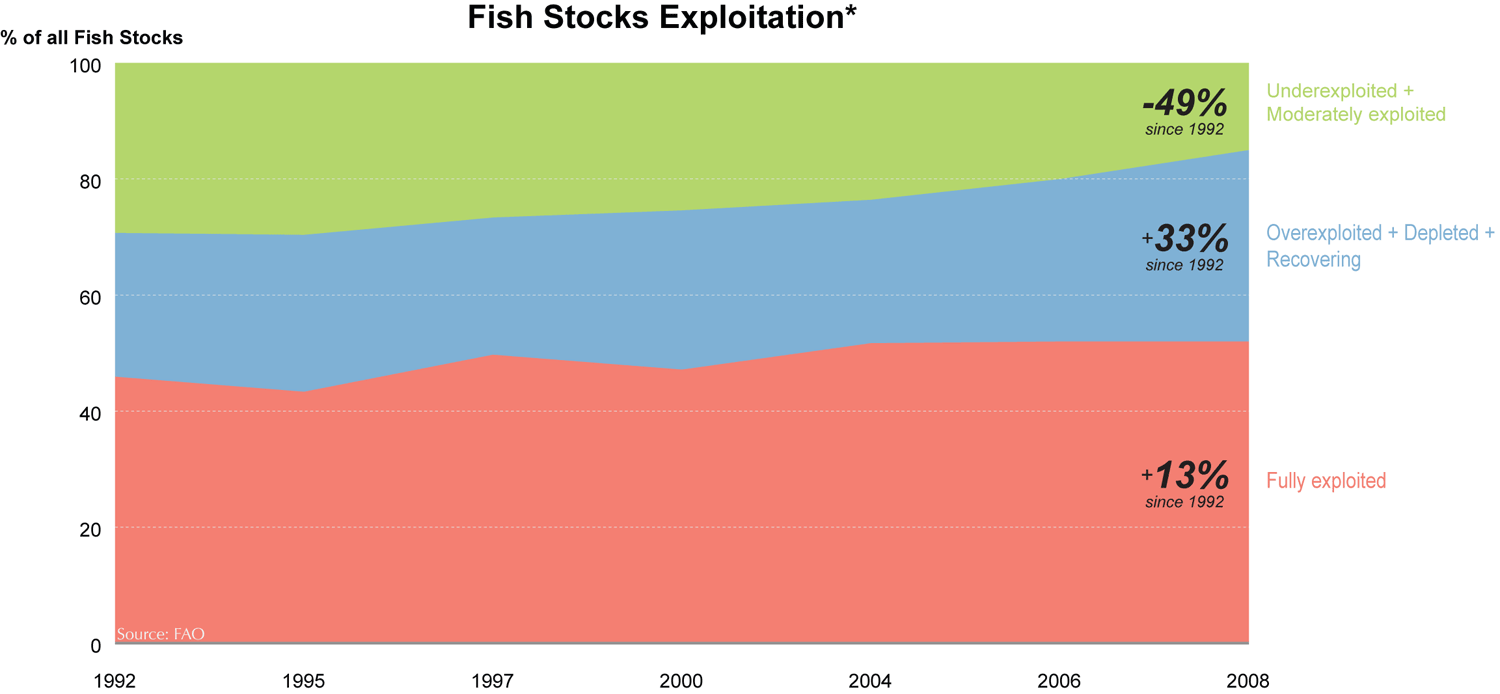 Fish Stocks Exploitation*
% of all Fish Stocks
100
80
60
40
20
0
-49%
since 1992
Underexploited +
Moderately exploited
+33%
since 1992
Overexploited + Depleted +
Recovering
+13%
since 1992
Fully exploited
Source: FAO
1992 1995 1997 2000 2004 2006 2008